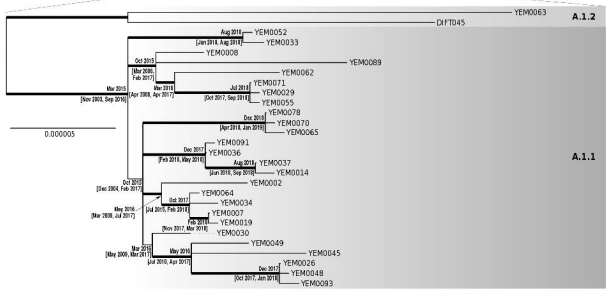 YEM0063
A.1.2
DIFT045
Aug 2018
YEM0052
[Jun 2018, Aug 2018]
YEM0033
Oct 2015
YEM0008
[Mar 2006, Feb 2017]
YEM0089
Mar 2016
YEM0062
[Apr 2006, Apr 2017]
Mar 2015
[Nov 2003, Sep 2016]
Jul 2018
YEM0071
YEM0029
[Oct 2017, Sep 2018]
YEM0055
0.000005
Dec 2018
YEM0078
YEM0070
[Apr 2018, Jan 2019]
YEM0065
YEM0091
Dec 2017
YEM0036
[Feb 2016, May 2018]
Aug 2018
YEM0037
[Jun 2018, Sep 2018]
YEM0014
A.1.1
Oct 2015
[Dec 2004, Feb 2017]
YEM0002
YEM0064
Oct 2017
YEM0034
[Jul 2015, Feb 2018]
May 2016
[Mar 2008, Jul 2017]
YEM0007
Feb 2018
YEM0019
[Nov 2017, Mar 2018]
YEM0030
Mar 2016
[May 2009, Mar 2017]
YEM0049
May 2016
YEM0045
[Jul 2010, Apr 2017]
YEM0026
Dec 2017
YEM0048
[Oct 2017, Jan 2018]
YEM0093